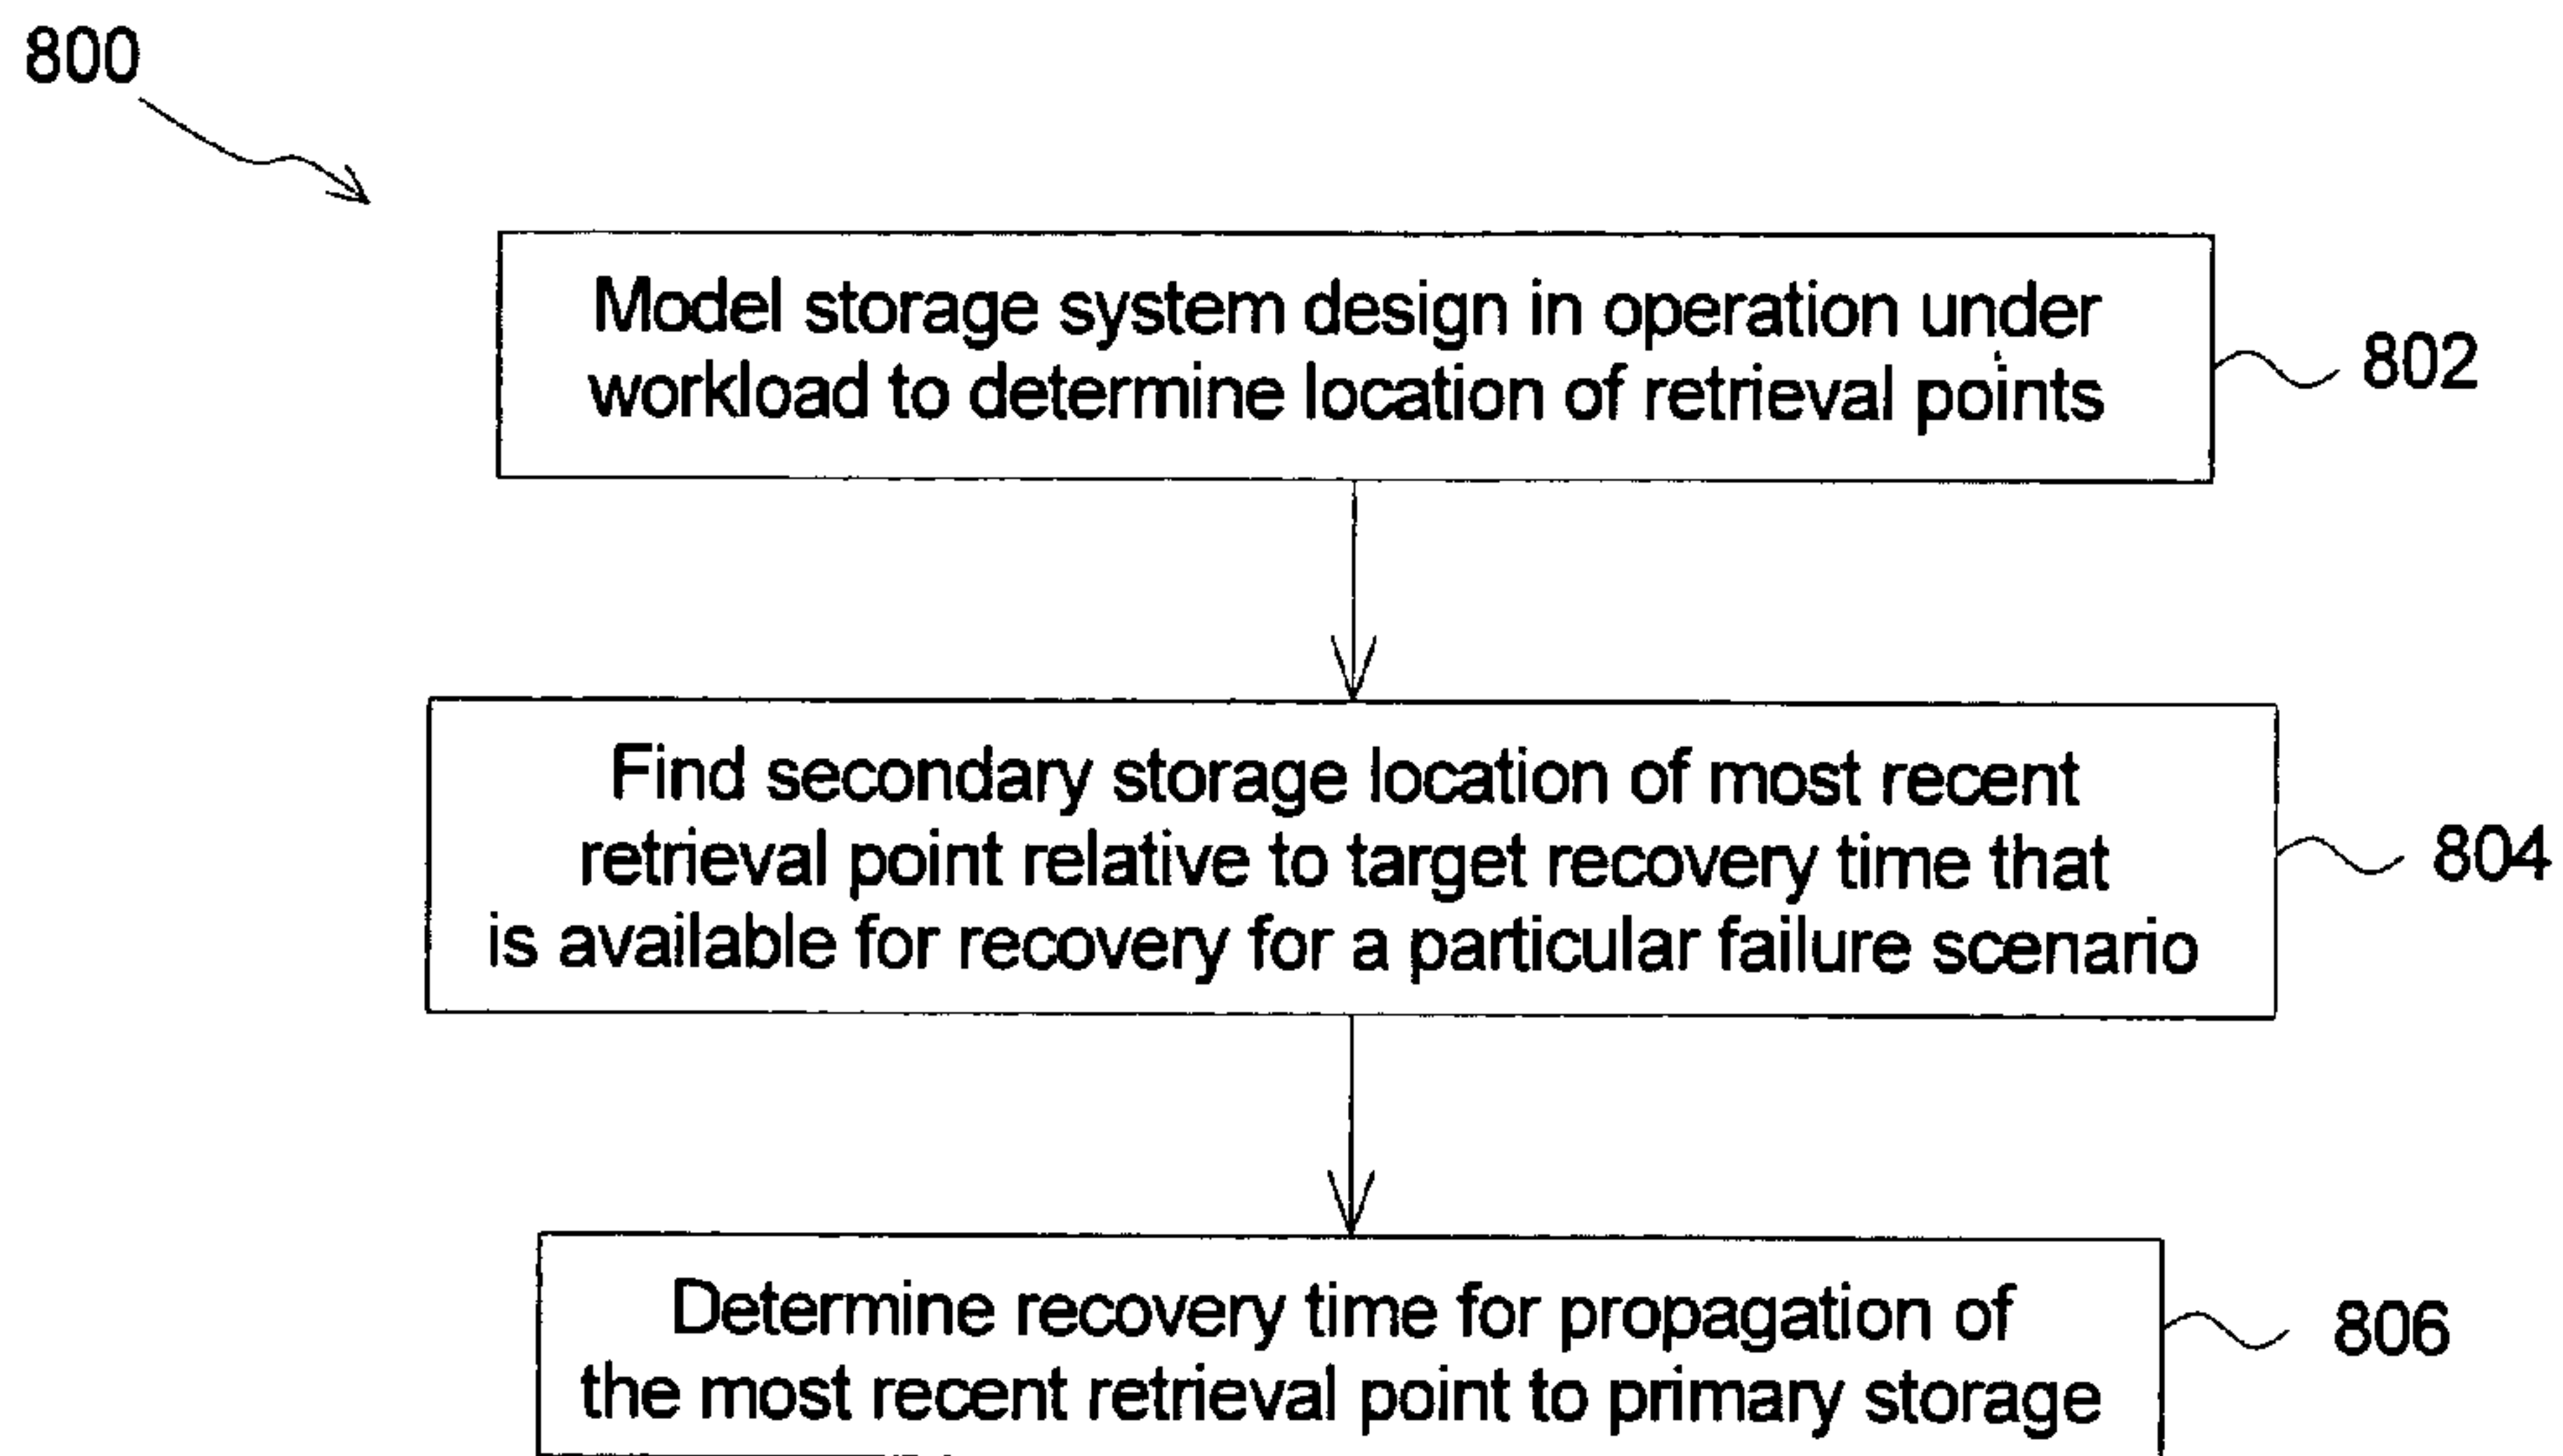 800
Model storage system design in operation under
workload to determine location of retrieval points
802
Find secondary storage location of most recent
retrieval point relative to target recovery time that
is available for recovery for a particular failure scenario
804
Determine recovery time for propagation of
the most recent retrieval point to primary storage
806